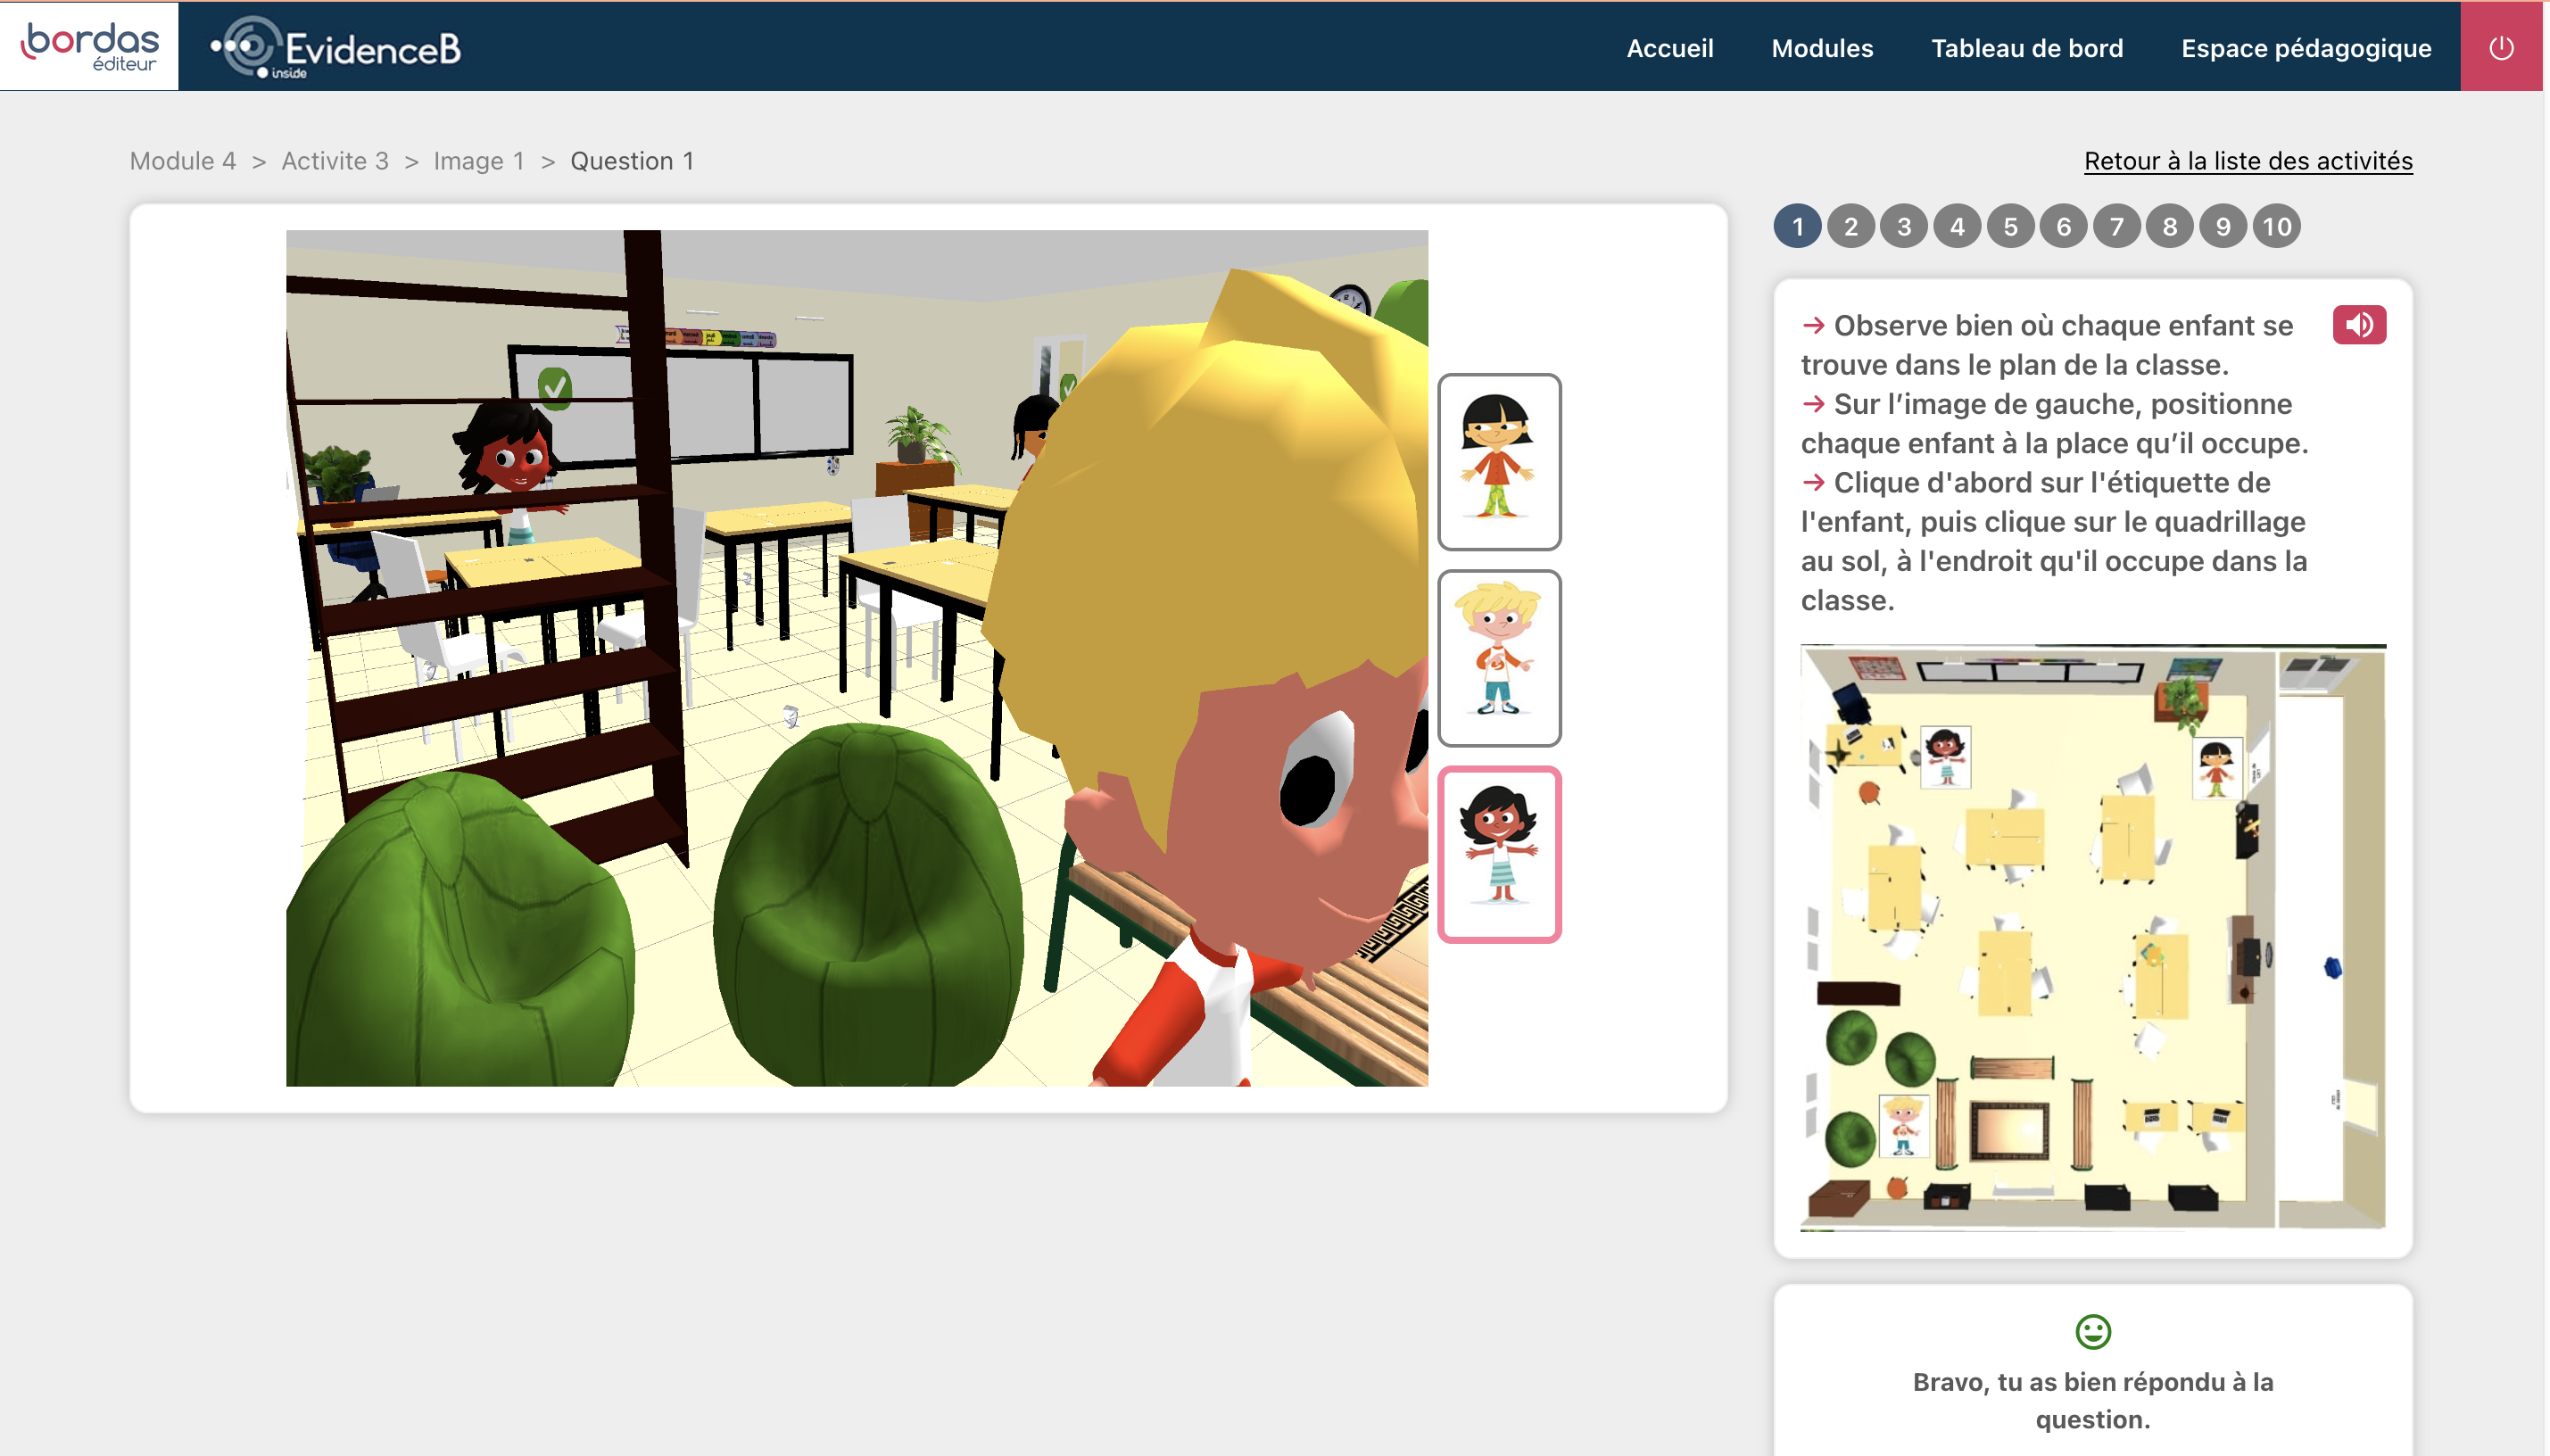 bordas
éditeur
EvidenceB
inside
Accueil
Modules
Tableau de bord
Espace pédagogique
Module 4 > Activite 3 > Image 1 > Question 1
Retour à la liste des activités
1 2 3 4 5 6 7 8 9 10
→ Observe bien où chaque enfant se
trouve dans le plan de la classe.
→ Sur l’image de gauche, positionne
chaque enfant à la place qu’il occupe.
→ Clique d'abord sur l'étiquette de
l'enfant, puis clique sur le quadrillage
au sol, à l'endroit qu'il occupe dans la
classe.
Bravo, tu as bien répondu à la
question.